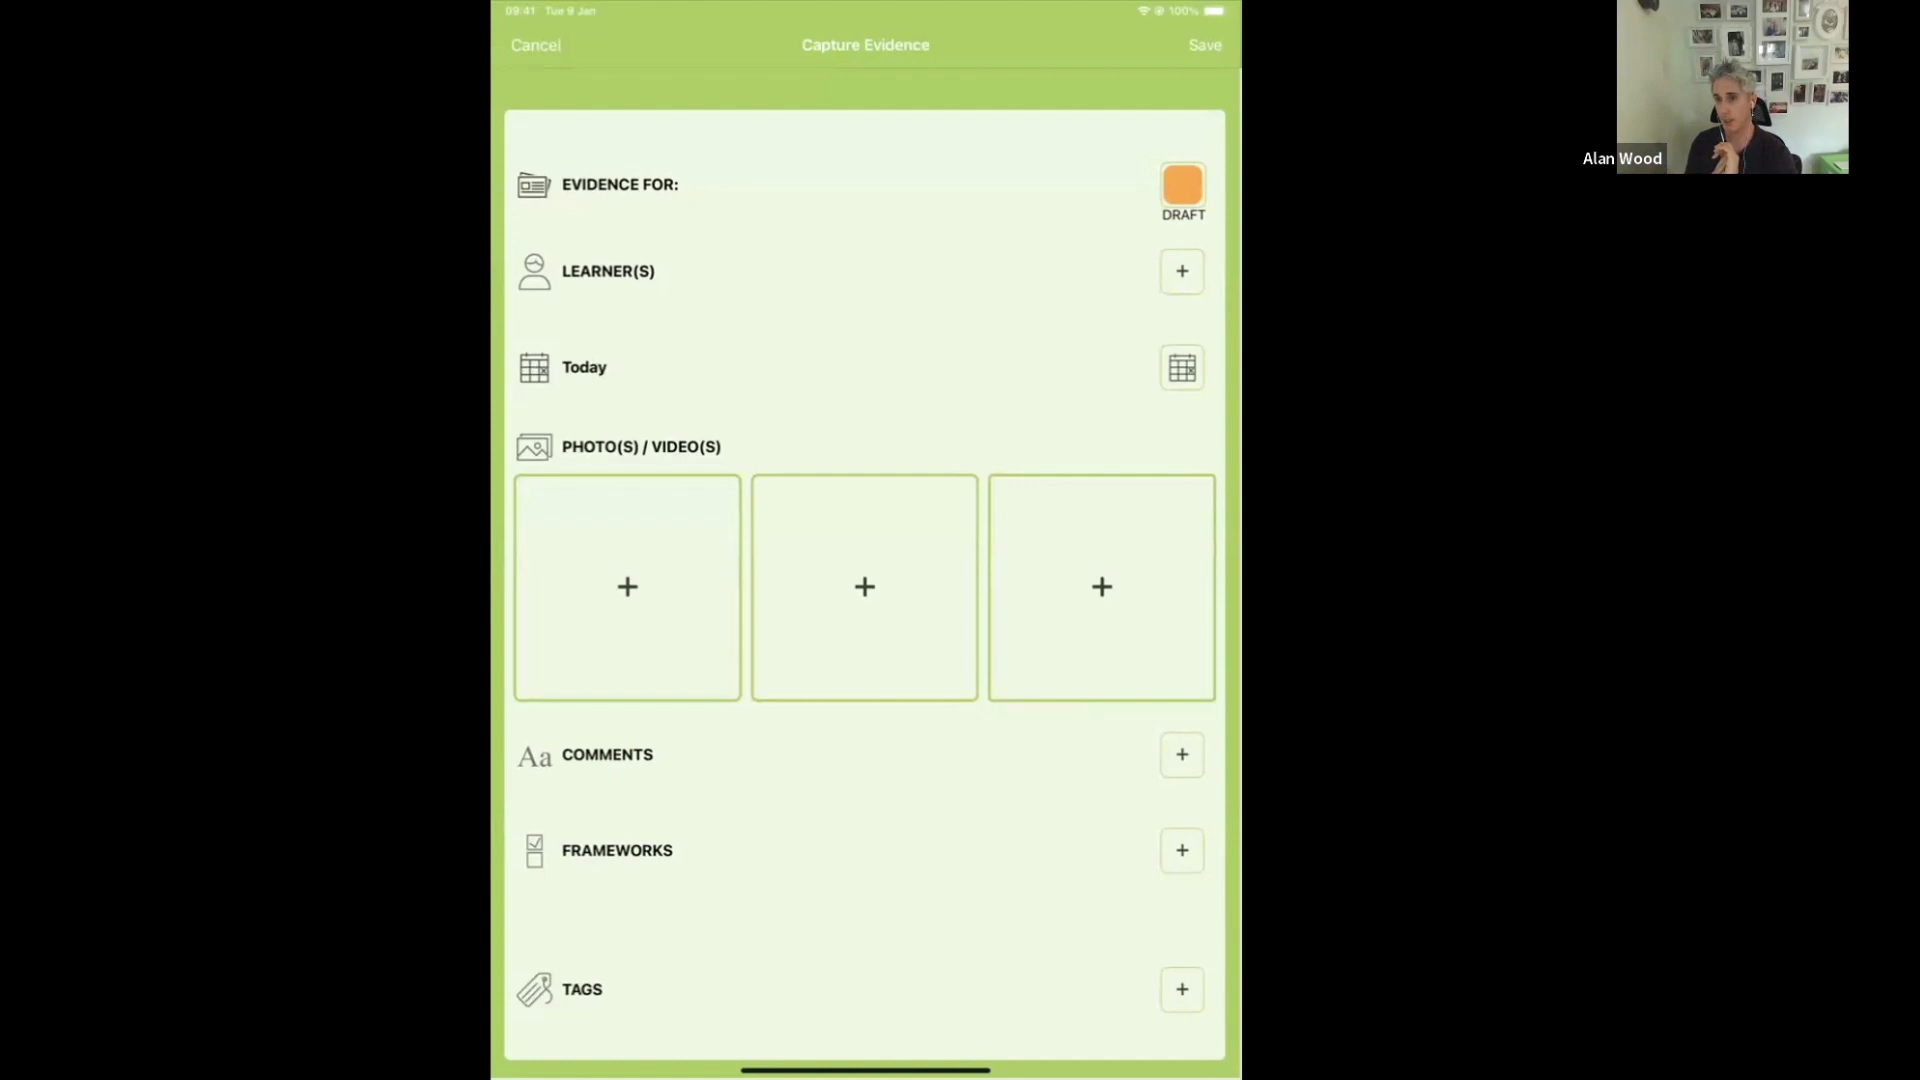 09:41 Tue 9 Jan
100%
Cancel
Capture Evidence
Save
Alan Wood
EVIDENCE FOR:
DRAFT
LEARNER(S)
+
Today
PHOTO(S) / VIDEO(S)
+ + +
Aa COMMENTS
+
FRAMEWORKS
+
TAGS
+